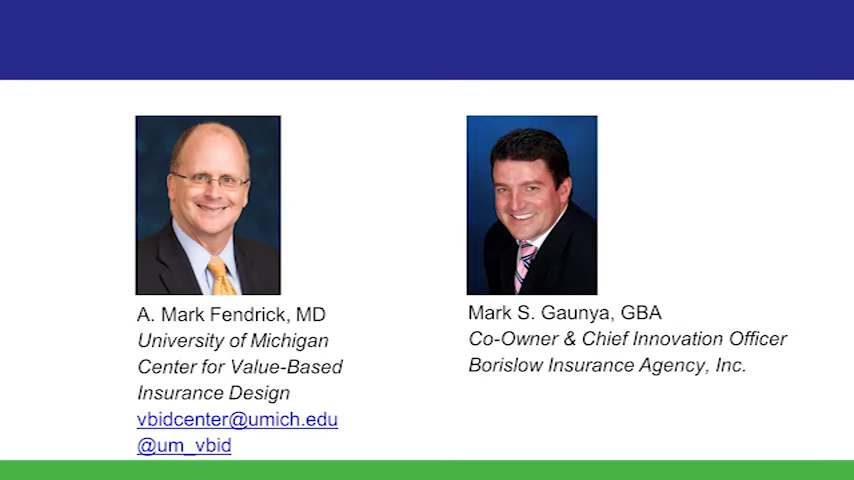 A. Mark Fendrick, MD
University of Michigan
Center for Value-Based
Insurance Design
vbidcenter@umich.edu
@um_vbid
Mark S. Gaunya, GBA
Co-Owner & Chief Innovation Officer
Borislow Insurance Agency, Inc.